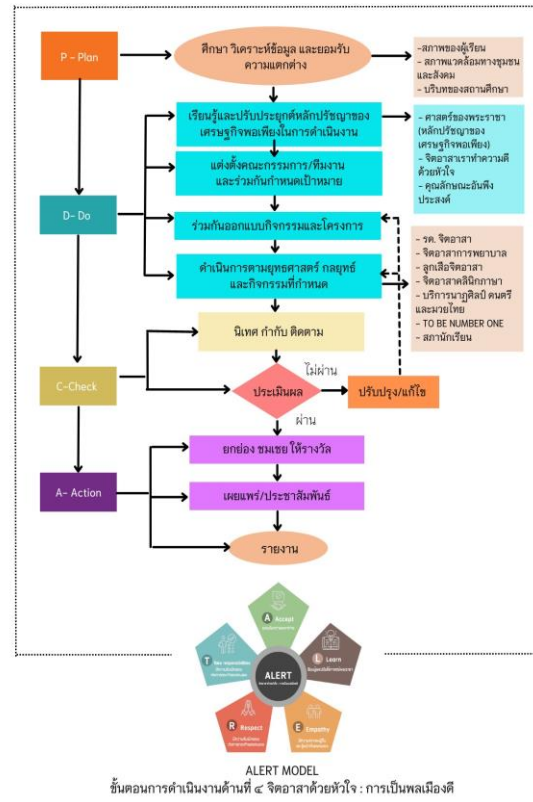 P – Plan
ศึกษา วิเคราะห์ข้อมูล และยอมรับ
ความแตกต่าง
-สภาพของผู้เรียน
- สภาพแวดล้อมทางชุมชน
และสังคม
- บริบทของสถานศึกษา
D- Do
เรียนรู้และปรับประยุกต์หลักปรัชญาของ
เศรษฐกิจพอเพียงในการดำเนินงาน
- ศาสตร์ของพระราชา
(หลักปรัชญาของ
เศรษฐกิจพอเพียง)
- จิตอาสาเราทำความดี
ด้วยหัวใจ
- คุณลักษณะอันพึง
ประสงค์
แต่งตั้งคณะกรรมการ/ทีมงาน
และร่วมกันกำหนดเป้าหมาย
ร่วมกันออกแบบกิจกรรมและโครงการ
ดำเนินการตามยุทธศาสตร์ กลยุทธ์
และกิจกรรมที่กำหนด
- รด. จิตอาสา
- จิตอาสาการพยาบาล
- ลูกเสือจิตอาสา
- จิตอาสาคลินิกภาษา
- บริการนาฏศิลป์ ดนตรี
และมวยไทย
- TO BE NUMBER ONE
- สภานักเรียน
C-Check
นิเทศ กำกับ ติดตาม
ประเมินผล
ไม่ผ่าน
ปรับปรุง/แก้ไข
ผ่าน
A- Action
ยกย่อง ชมเชย ให้รางวัล
เผยแพร่/ประชาสัมพันธ์
รายงาน
A Accept
T Take responsibilities
L Learn
ALERT
R Respect
E Empathy
ALERT MODEL
ขั้นตอนการดำเนินงานด้านที่ ๔ จิตอาสาด้วยหัวใจ : การเป็นพลเมืองดี